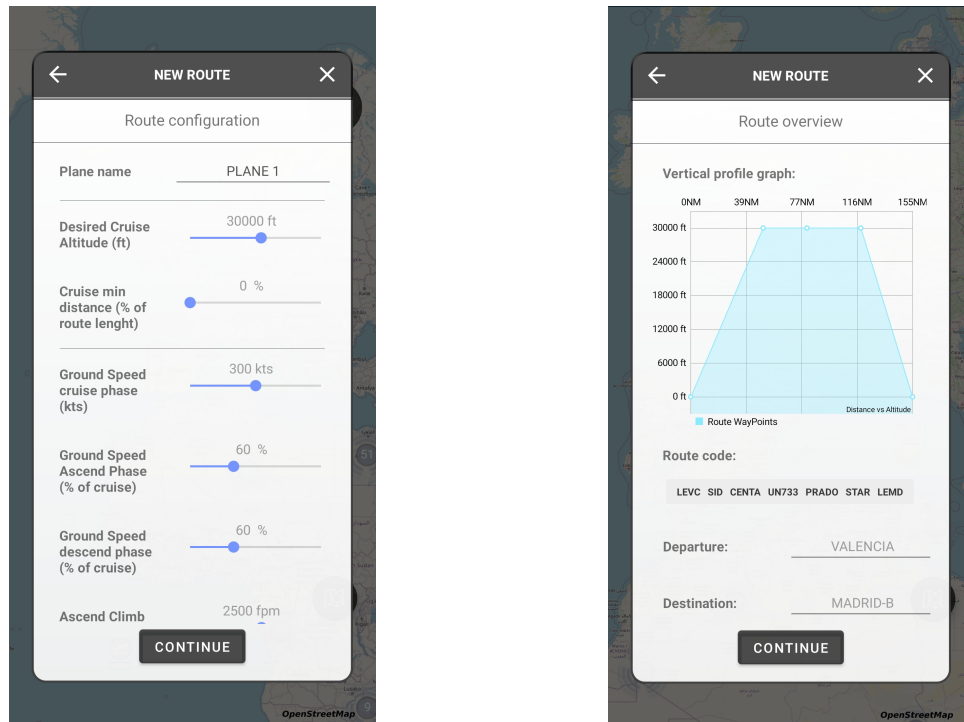 NEW ROUTE
Route configuration
Plane name
PLANE 1
Desired Cruise
Altitude (ft)
30000 ft
Cruise min
distance (% of
route lenght)
0 %
Ground Speed
cruise phase
(kts)
300 kts
Ground Speed
Ascend Phase
(% of cruise)
60 %
Ground Speed
descend phase
(% of cruise)
60 %
Ascend Climb
2500 fpm
CONTINUE
51
9
OpenStreetMap
NEW ROUTE
Route overview
Vertical profile graph:
0NM 39NM 77NM 116NM 155NM
30000 ft
24000 ft
18000 ft
12000 ft
6000 ft
0 ft
Distance vs Altitude
Route WayPoints
Route code:
LEVC SID CENTA UN733 PRADO STAR LEMD
Departure:
VALENCIA
Destination:
MADRID-B
CONTINUE
OpenStreetMap